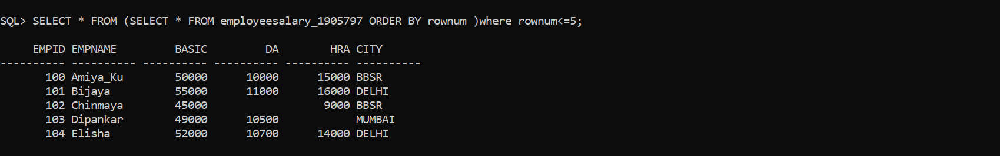 SQL> SELECT * FROM (SELECT * FROM employeesalary_1905797 ORDER BY rownum )where rownum<=5;
     EMPID EMPNAME         BASIC         DA        HRA CITY
---------- ---------- ---------- ---------- ---------- ----------
       100 Amiya_Ku        50000      10000      15000 BBSR
       101 Bijaya          55000      11000      16000 DELHI
       102 Chinmaya        45000                  9000 BBSR
       103 Dipankar        49000      10500            MUMBAI
       104 Elisha          52000      10700      14000 DELHI